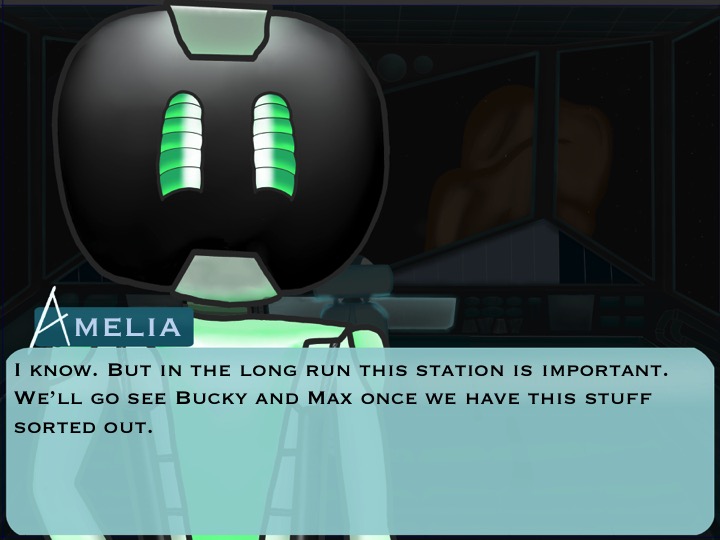 Amelia
I know. But in the long run this station is important.
We'll go see Bucky and Max once we have this stuff
sorted out.